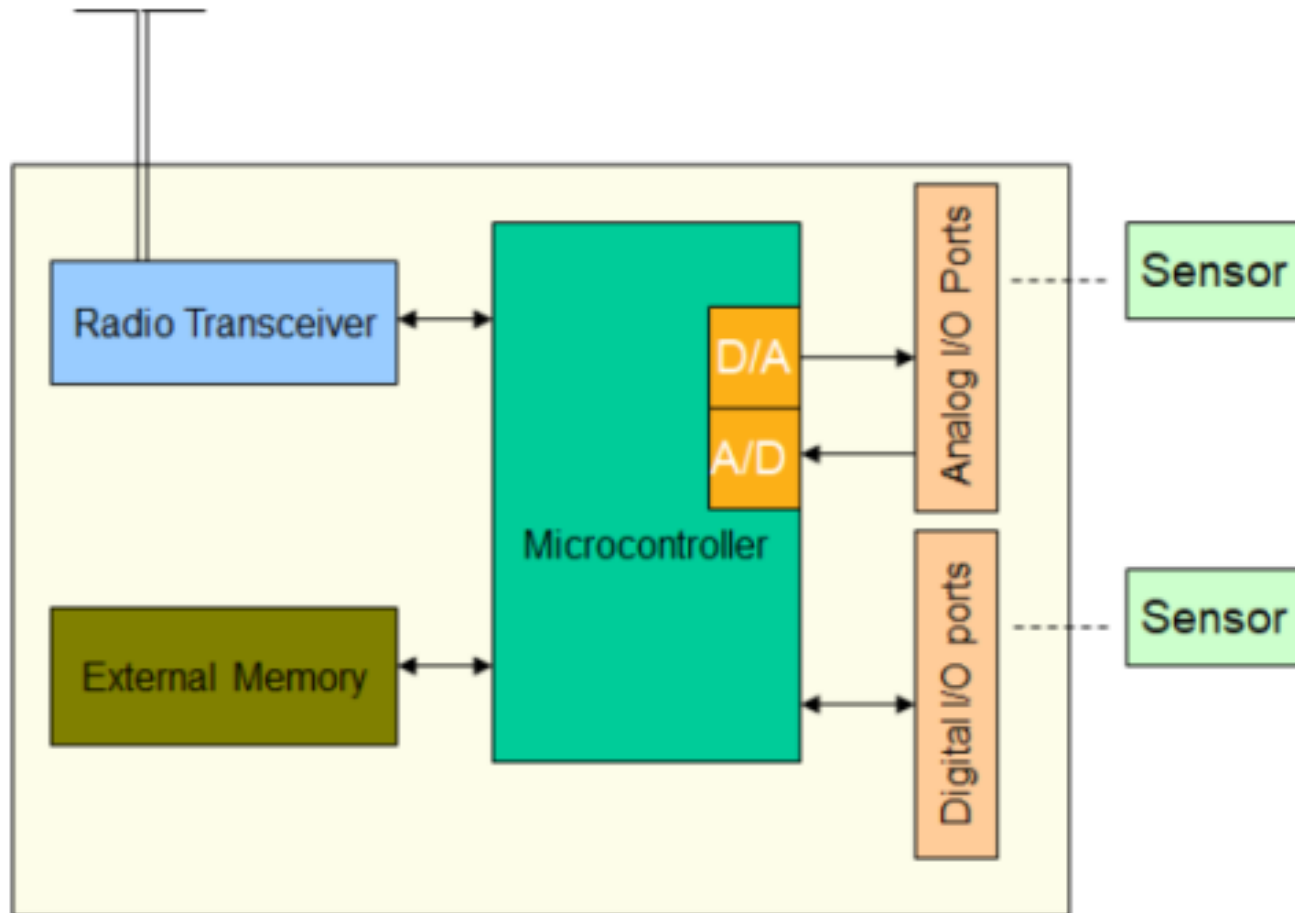 Radio Transceiver
D/A
A/D
Microcontroller
External Memory
Analog I/O Ports
Digital I/O ports
Sensor
Sensor